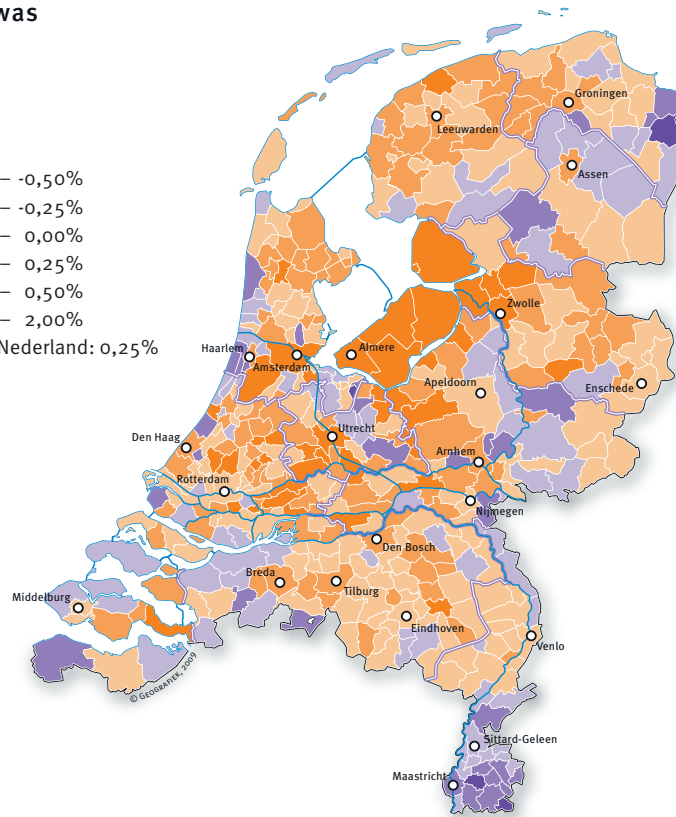 was
– -0,50%
– -0,25%
– 0,00%
– 0,25%
– 0,50%
– 2,00%
Nederland: 0,25%
Groningen
Leeuwarden
Assen
Zwolle
Haarlem
Almere
Amsterdam
Apeldoorn
Enschede
Den Haag
Utrecht
Arnhem
Rotterdam
Nijmegen
Den Bosch
Breda
Tilburg
Middelburg
Eindhoven
Venlo
© Geografiek, 2009
Sittard-Geleen
Maastricht